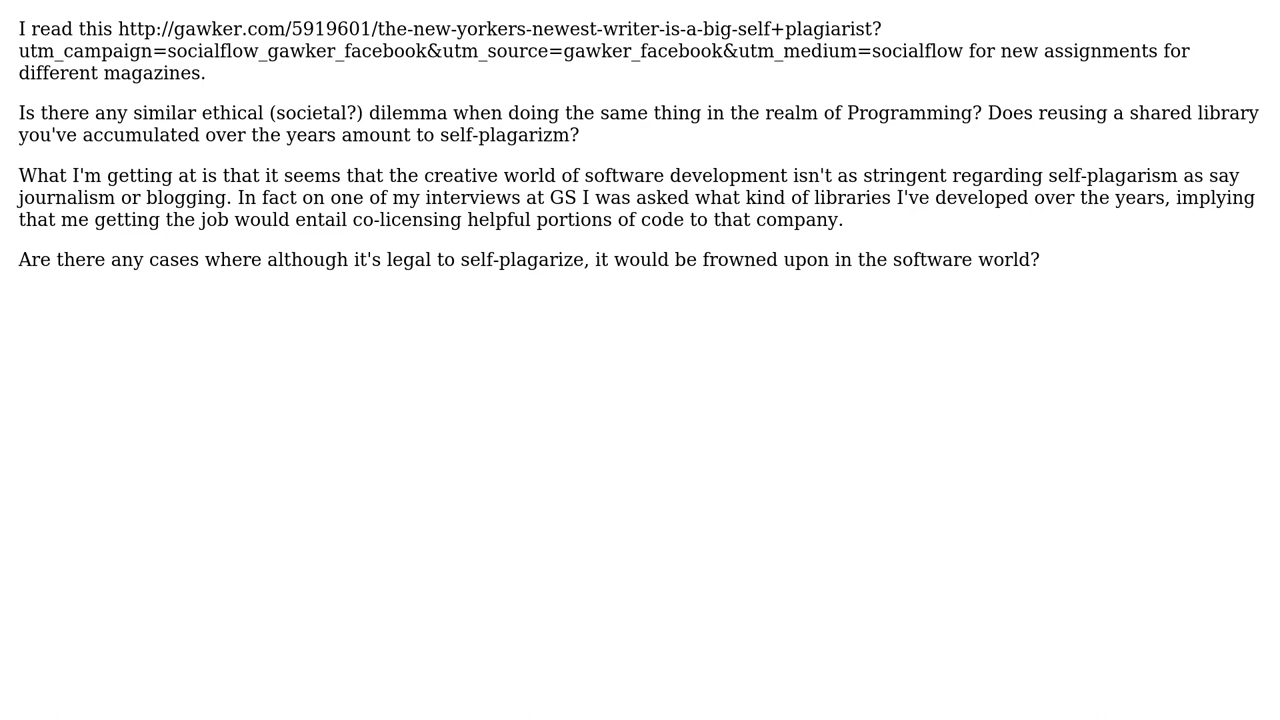 I read this http://gawker.com/5919601/the-new-yorkers-newest-writer-is-a-big-self+plagiarist?
utm_campaign=socialflow_gawker_facebook&utm_source=gawker_facebook&utm_medium=socialflow for new assignments for
different magazines.
Is there any similar ethical (societal?) dilemma when doing the same thing in the realm of Programming? Does reusing a shared library
you've accumulated over the years amount to self-plagarizm?
What I'm getting at is that it seems that the creative world of software development isn't as stringent regarding self-plagarism as say
journalism or blogging. In fact on one of my interviews at GS I was asked what kind of libraries I've developed over the years, implying
that me getting the job would entail co-licensing helpful portions of code to that company.
Are there any cases where although it's legal to self-plagarize, it would be frowned upon in the software world?